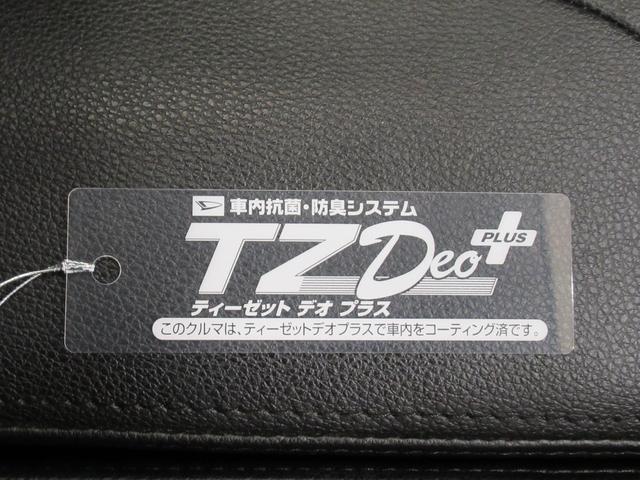 車内抗菌・防臭システム
TZ Deo PLUS
ティーゼット デオ プラス
このクルマは、ティーゼットデオプラスで車内をコーティング済です。